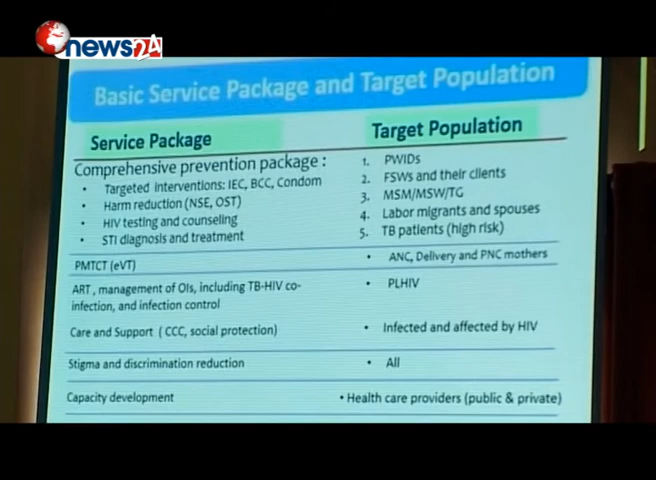 news24
Basic Service Package and Target Population
Service Package
Target Population
Comprehensive prevention package :
• Targeted interventions: IEC, BCC, Condom
• Harm reduction (NSE, OST)
• HIV testing and counseling
• STI diagnosis and treatment
1. PWIDs
2. FSWs and their clients
3. MSM/MSW/TG
4. Labor migrants and spouses
5. TB patients (high risk)
PMTCT (eVT)
• ANC, Delivery and PNC mothers
ART , management of OIs, including TB-HIV co-
infection, and infection control
• PLHIV
Care and Support ( CCC, social protection)
• Infected and affected by HIV
Stigma and discrimination reduction
• All
Capacity development
• Health care providers (public & private)